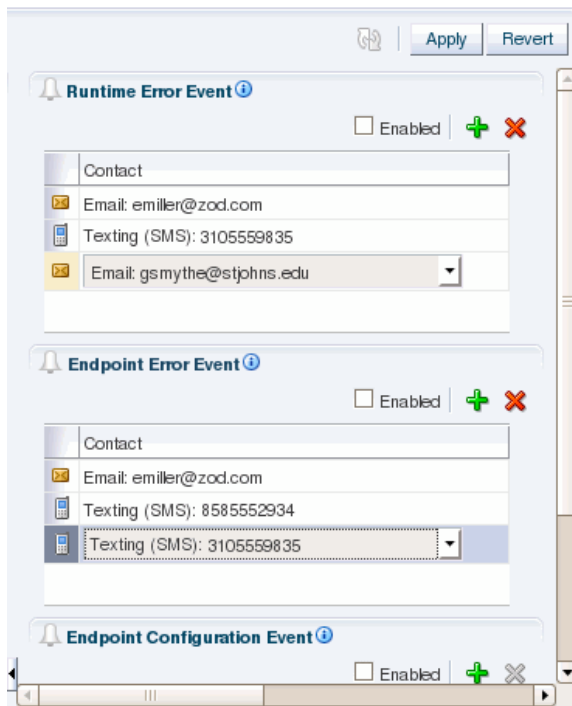 Apply Revert
Runtime Error Event
Enabled
Contact
Email: emiller@zod.com
Texting (SMS): 3105559835
Email: gsmythe@stjohns.edu
Endpoint Error Event
Enabled
Contact
Email: emiller@zod.com
Texting (SMS): 8585552934
Texting (SMS): 3105559835
Endpoint Configuration Event
Enabled